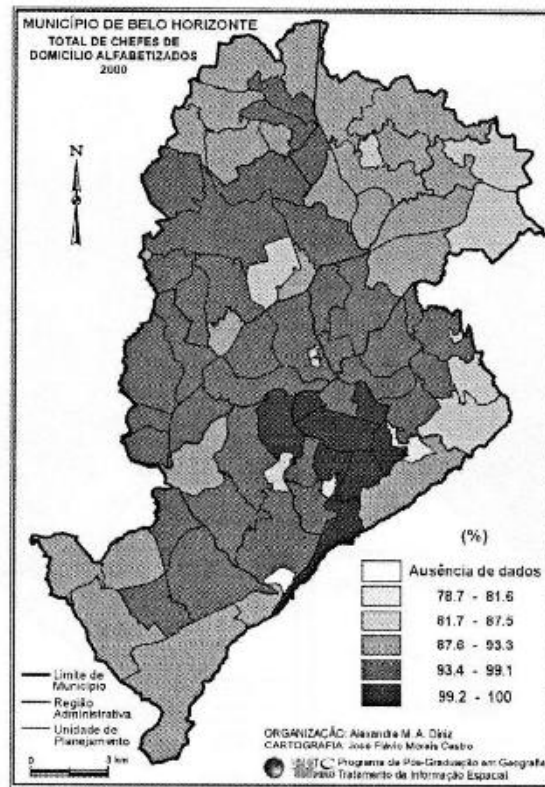 MUNICÍPIO DE BELO HORIZONTE
TOTAL DE CHEFES DE
DOMICÍLIO ALFABETIZADOS
2000
N
(%)
Ausência de dados
78.7 - 81.6
81.7 - 87.5
87.6 - 93.3
93.4 - 99.1
99.2 - 100
Limite de
Município
Região
Administrativa
Unidade de
Planejamento
0 3 km
ORGANIZAÇÃO: Alexandre M. A. Diniz
CARTOGRAFIA: José Flávio Morais Castro
Programa de Pós-Graduação em Geografia
Tratamento da Informação Espacial